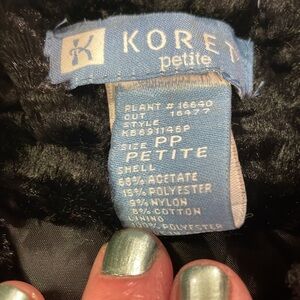 K KORET
petite
PLANT # 16640
CUT 16477
STYLE
KB691146P
SIZE PP
PETITE
SHELL
68% ACETATE
15% POLYESTER
9% NYLON
8% COTTON
LINING
100% POLYESTER